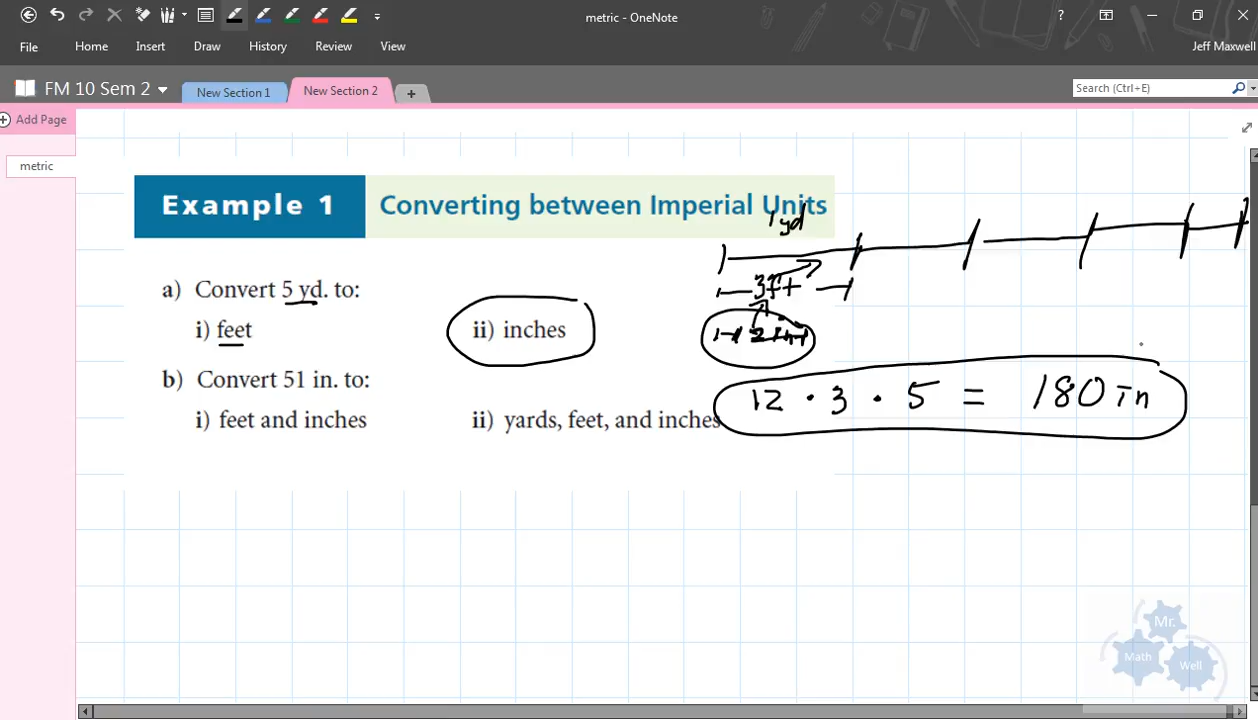 metric - OneNote
?
File
Home
Insert
Draw
History
Review
View
Jeff Maxwell
FM 10 Sem 2
New Section 1
New Section 2
+
Search (Ctrl+E)
Add Page
metric
Example 1
Converting between Imperial Units
1 yd
a) Convert 5 yd. to:
3ft
i) feet
ii) inches
12 in
b) Convert 51 in. to:
12 · 3 · 5 = 180 in
i) feet and inches
ii) yards, feet, and inches
Mr.
Math
Well